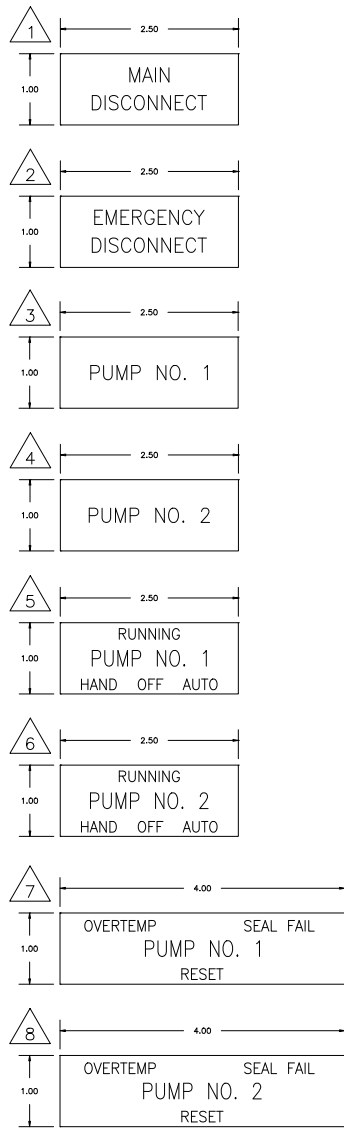 1
2.50
1.00
MAIN
DISCONNECT
2
2.50
1.00
EMERGENCY
DISCONNECT
3
2.50
1.00
PUMP NO. 1
4
2.50
1.00
PUMP NO. 2
5
2.50
1.00
RUNNING
PUMP NO. 1
HAND OFF AUTO
6
2.50
1.00
RUNNING
PUMP NO. 2
HAND OFF AUTO
7
4.00
1.00
OVERTEMP SEAL FAIL
PUMP NO. 1
RESET
8
4.00
1.00
OVERTEMP SEAL FAIL
PUMP NO. 2
RESET